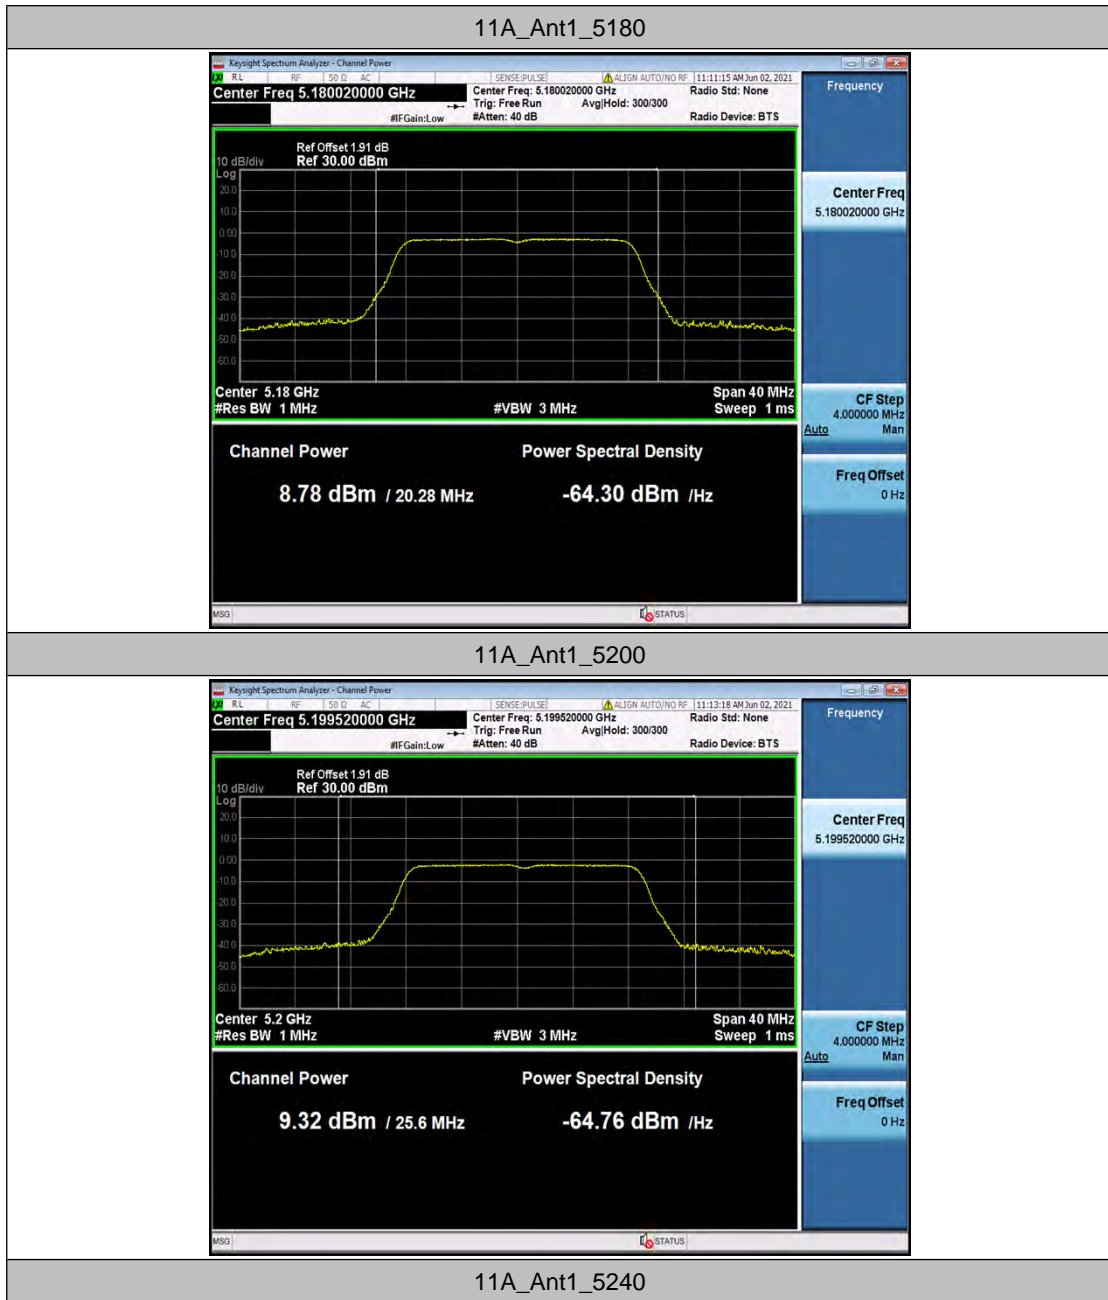 11A_Ant1_5180
Keysight Spectrum Analyzer - Channel Power
RL RF 50 Ω AC SENSE:PULSE ALIGN AUTO/NO RF 11:11:15 AM Jun 02, 2021
Center Freq 5.180020000 GHz Center Freq: 5.180020000 GHz Radio Std: None Frequency
Trig: Free Run Avg|Hold: 300/300
#IFGain:Low #Atten: 40 dB Radio Device: BTS
Ref Offset 1.91 dB
10 dB/div Ref 30.00 dBm
Log
20.0
10.0
0.00
-10.0
-20.0
-30.0
-40.0
-50.0
-60.0
Center Freq
5.180020000 GHz
Center 5.18 GHz Span 40 MHz
#Res BW 1 MHz #VBW 3 MHz Sweep 1 ms
CF Step
4.000000 MHz
Auto Man
Channel Power Power Spectral Density
8.78 dBm / 20.28 MHz -64.30 dBm /Hz
Freq Offset
0 Hz
MSG STATUS
11A_Ant1_5200
Keysight Spectrum Analyzer - Channel Power
RL RF 50 Ω AC SENSE:PULSE ALIGN AUTO/NO RF 11:13:18 AM Jun 02, 2021
Center Freq 5.199520000 GHz Center Freq: 5.199520000 GHz Radio Std: None Frequency
Trig: Free Run Avg|Hold: 300/300
#IFGain:Low #Atten: 40 dB Radio Device: BTS
Ref Offset 1.91 dB
10 dB/div Ref 30.00 dBm
Log
20.0
10.0
0.00
-10.0
-20.0
-30.0
-40.0
-50.0
-60.0
Center Freq
5.199520000 GHz
Center 5.2 GHz Span 40 MHz
#Res BW 1 MHz #VBW 3 MHz Sweep 1 ms
CF Step
4.000000 MHz
Auto Man
Channel Power Power Spectral Density
9.32 dBm / 25.6 MHz -64.76 dBm /Hz
Freq Offset
0 Hz
MSG STATUS
11A_Ant1_5240